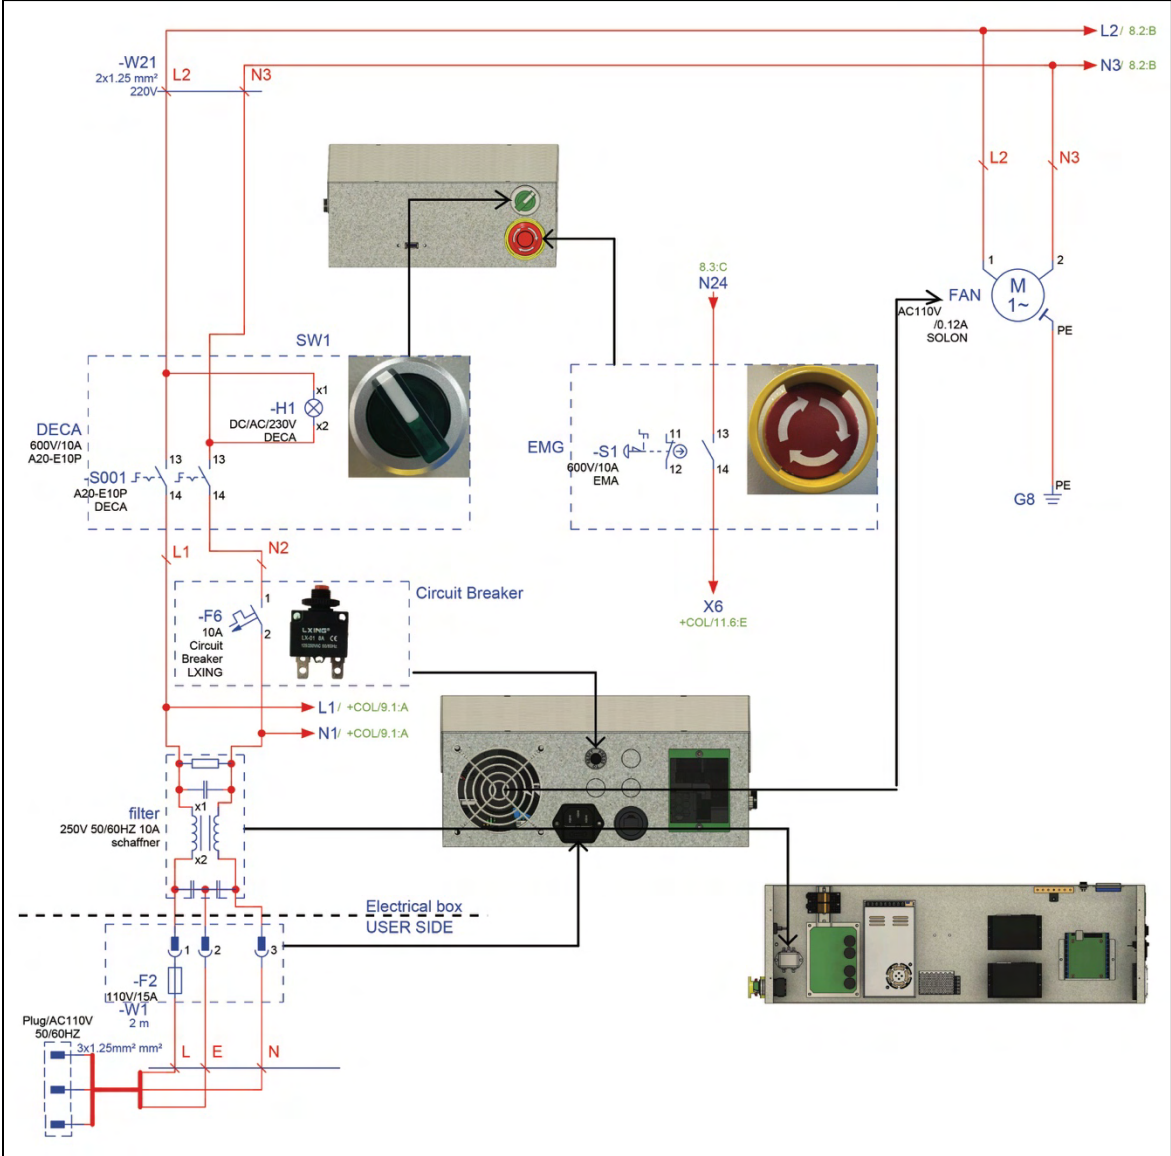 L2/ 8.2:B
N3/ 8.2:B
-W21
2x1.25 mm²
220V
L2
N3
L2
N3
1
2
FAN
M
1~
AC110V
/0.12A
SOLON
PE
8.3:C
N24
SW1
x1
-H1
DC/AC/230V
DECA
x2
DECA
600V/10A
A20-E10P
13
13
-S001
A20-E10P
DECA
14
14
EMG
-S1
600V/10A
EMA
11
12
13
14
PE
G8
L1
N2
X6
+COL/11.6:E
Circuit Breaker
-F6
10A
Circuit
Breaker
LXING
1
2
LXING
LX-01 8A CE
L1/ +COL/9.1:A
N1/ +COL/9.1:A
filter
250V 50/60HZ 10A
schaffner
x1
x2
Electrical box
USER SIDE
1
2
3
-F2
110V/15A
-W1
2 m
Plug/AC110V
50/60HZ
3x1.25mm² mm²
L
E
N